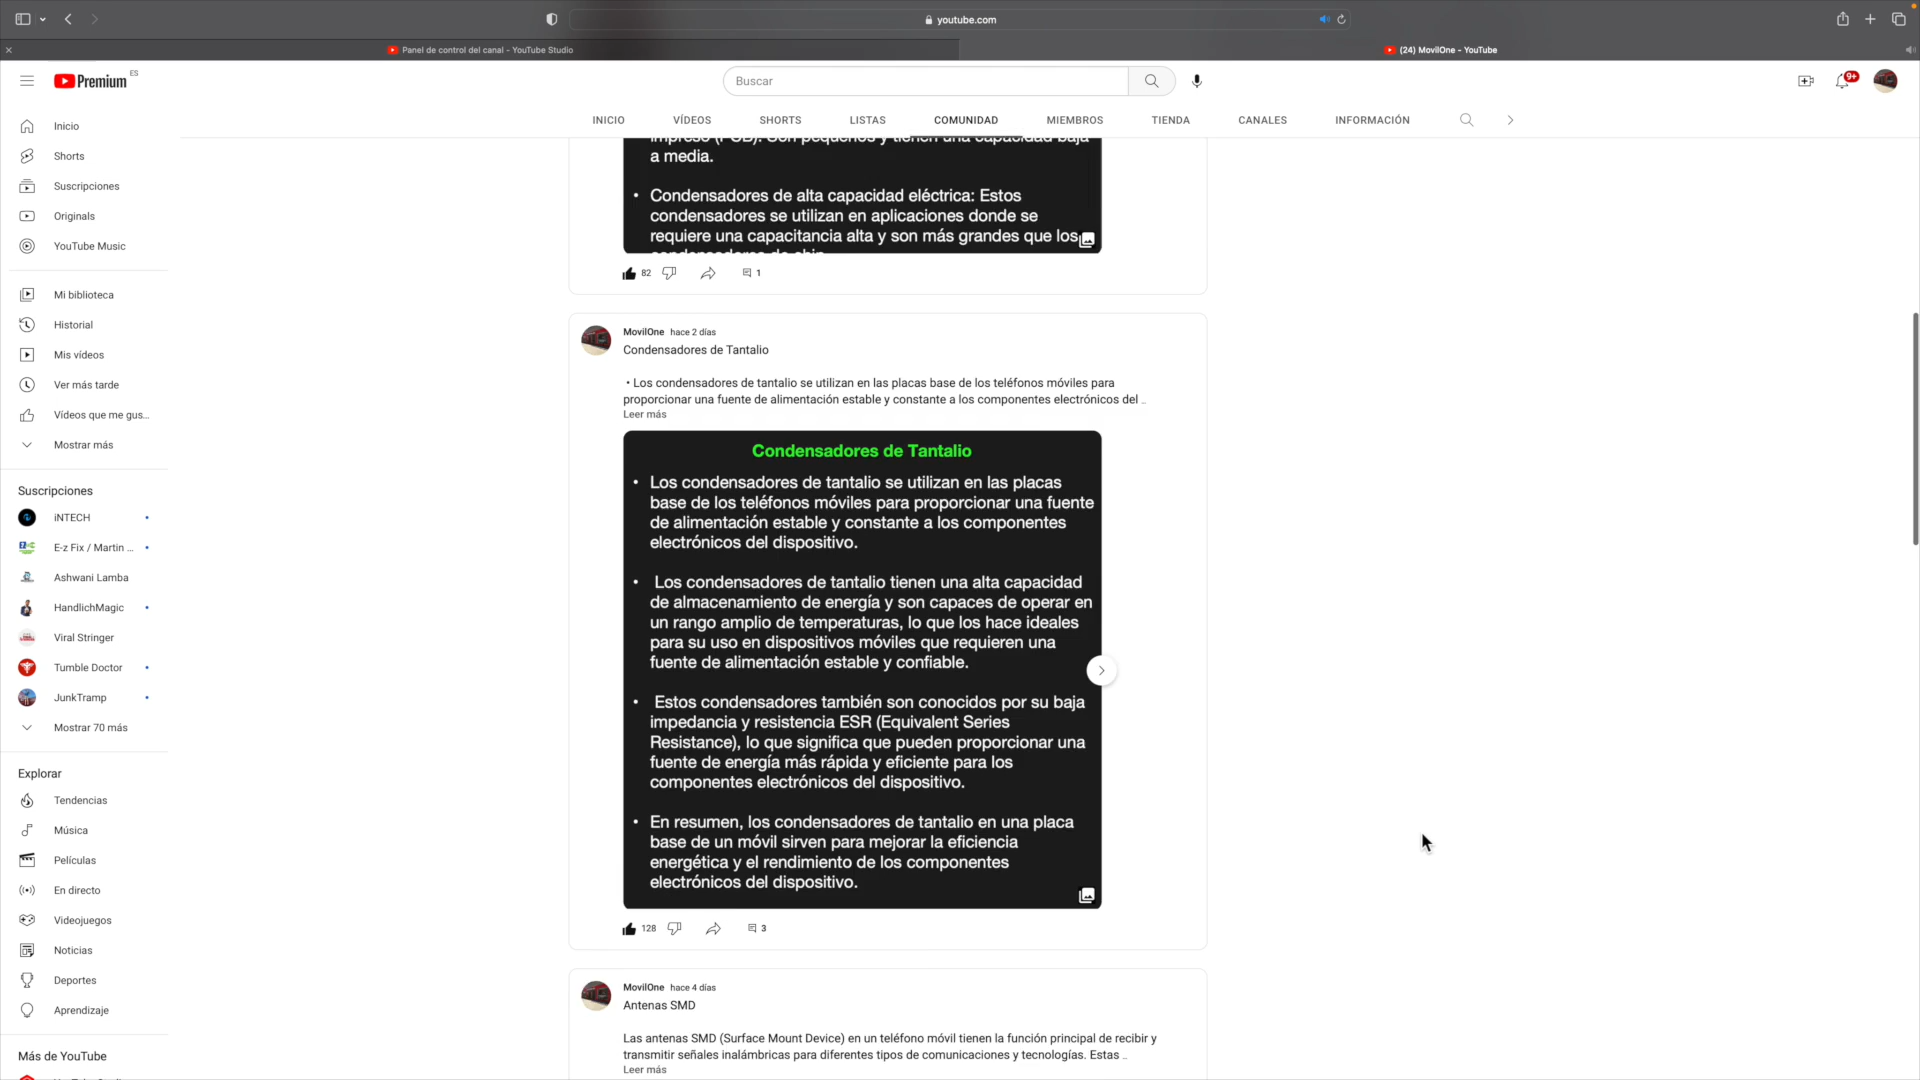 youtube.com
Panel de control del canal - YouTube Studio
(24) MovilOne - YouTube
Premium ES
Buscar
9+
INICIO
VÍDEOS
SHORTS
LISTAS
COMUNIDAD
MIEMBROS
TIENDA
CANALES
INFORMACIÓN
Inicio
Shorts
Suscripciones
Originals
YouTube Music
Mi biblioteca
Historial
Mis vídeos
Ver más tarde
Vídeos que me gus...
Mostrar más
Suscripciones
iNTECH
E-z Fix / Martin ...
Ashwani Lamba
HandlichMagic
Viral Stringer
Tumble Doctor
JunkTramp
Mostrar 70 más
Explorar
Tendencias
Música
Películas
En directo
Videojuegos
Noticias
Deportes
Aprendizaje
Más de YouTube
impreso (PCB). Son pequeños y tienen una capacidad baja
a media.
• Condensadores de alta capacidad eléctrica: Estos
condensadores se utilizan en aplicaciones donde se
requiere una capacitancia alta y son más grandes que los
condensadores de chip
82
1
MovilOne hace 2 días
Condensadores de Tantalio
• Los condensadores de tantalio se utilizan en las placas base de los teléfonos móviles para
proporcionar una fuente de alimentación estable y constante a los componentes electrónicos del ...
Leer más
Condensadores de Tantalio
• Los condensadores de tantalio se utilizan en las placas
base de los teléfonos móviles para proporcionar una fuente
de alimentación estable y constante a los componentes
electrónicos del dispositivo.
• Los condensadores de tantalio tienen una alta capacidad
de almacenamiento de energía y son capaces de operar en
un rango amplio de temperaturas, lo que los hace ideales
para su uso en dispositivos móviles que requieren una
fuente de alimentación estable y confiable.
• Estos condensadores también son conocidos por su baja
impedancia y resistencia ESR (Equivalent Series
Resistance), lo que significa que pueden proporcionar una
fuente de energía más rápida y eficiente para los
componentes electrónicos del dispositivo.
• En resumen, los condensadores de tantalio en una placa
base de un móvil sirven para mejorar la eficiencia
energética y el rendimiento de los componentes
electrónicos del dispositivo.
128
3
MovilOne hace 4 días
Antenas SMD
Las antenas SMD (Surface Mount Device) en un teléfono móvil tienen la función principal de recibir y
transmitir señales inalámbricas para diferentes tipos de comunicaciones y tecnologías. Estas ...
Leer más